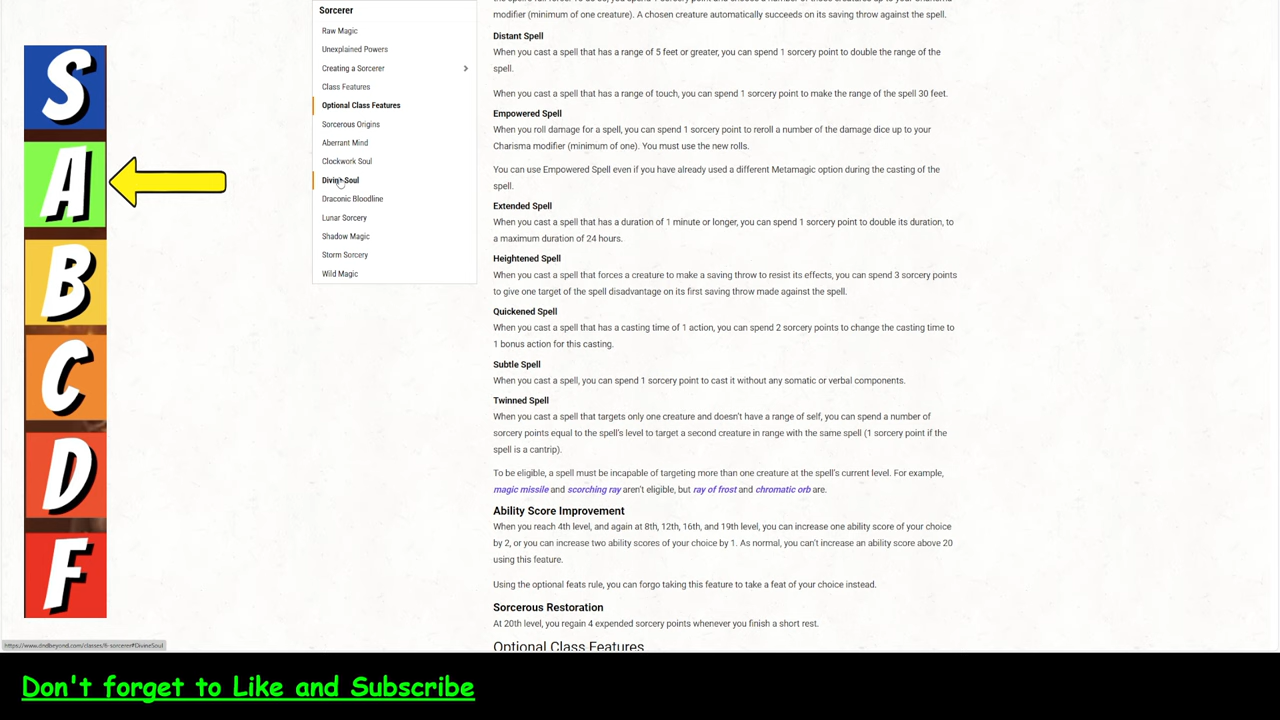 S
A
B
C
D
F
Sorcerer
Raw Magic
Unexplained Powers
Creating a Sorcerer
Class Features
Optional Class Features
Sorcerous Origins
Aberrant Mind
Clockwork Soul
Divine Soul
Draconic Bloodline
Lunar Sorcery
Shadow Magic
Storm Sorcery
Wild Magic
modifier (minimum of one creature). A chosen creature automatically succeeds on its saving throw against the spell.
Distant Spell
When you cast a spell that has a range of 5 feet or greater, you can spend 1 sorcery point to double the range of the
spell.
When you cast a spell that has a range of touch, you can spend 1 sorcery point to make the range of the spell 30 feet.
Empowered Spell
When you roll damage for a spell, you can spend 1 sorcery point to reroll a number of the damage dice up to your
Charisma modifier (minimum of one). You must use the new rolls.
You can use Empowered Spell even if you have already used a different Metamagic option during the casting of the
spell.
Extended Spell
When you cast a spell that has a duration of 1 minute or longer, you can spend 1 sorcery point to double its duration, to
a maximum duration of 24 hours.
Heightened Spell
When you cast a spell that forces a creature to make a saving throw to resist its effects, you can spend 3 sorcery points
to give one target of the spell disadvantage on its first saving throw made against the spell.
Quickened Spell
When you cast a spell that has a casting time of 1 action, you can spend 2 sorcery points to change the casting time to
1 bonus action for this casting.
Subtle Spell
When you cast a spell, you can spend 1 sorcery point to cast it without any somatic or verbal components.
Twinned Spell
When you cast a spell that targets only one creature and doesn't have a range of self, you can spend a number of
sorcery points equal to the spell's level to target a second creature in range with the same spell (1 sorcery point if the
spell is a cantrip).
To be eligible, a spell must be incapable of targeting more than one creature at the spell's current level. For example,
magic missile and scorching ray aren't eligible, but ray of frost and chromatic orb are.
Ability Score Improvement
When you reach 4th level, and again at 8th, 12th, 16th, and 19th level, you can increase one ability score of your choice
by 2, or you can increase two ability scores of your choice by 1. As normal, you can't increase an ability score above 20
using this feature.
Using the optional feats rule, you can forgo taking this feature to take a feat of your choice instead.
Sorcerous Restoration
At 20th level, you regain 4 expended sorcery points whenever you finish a short rest.
Optional Class Features
Don't forget to Like and Subscribe